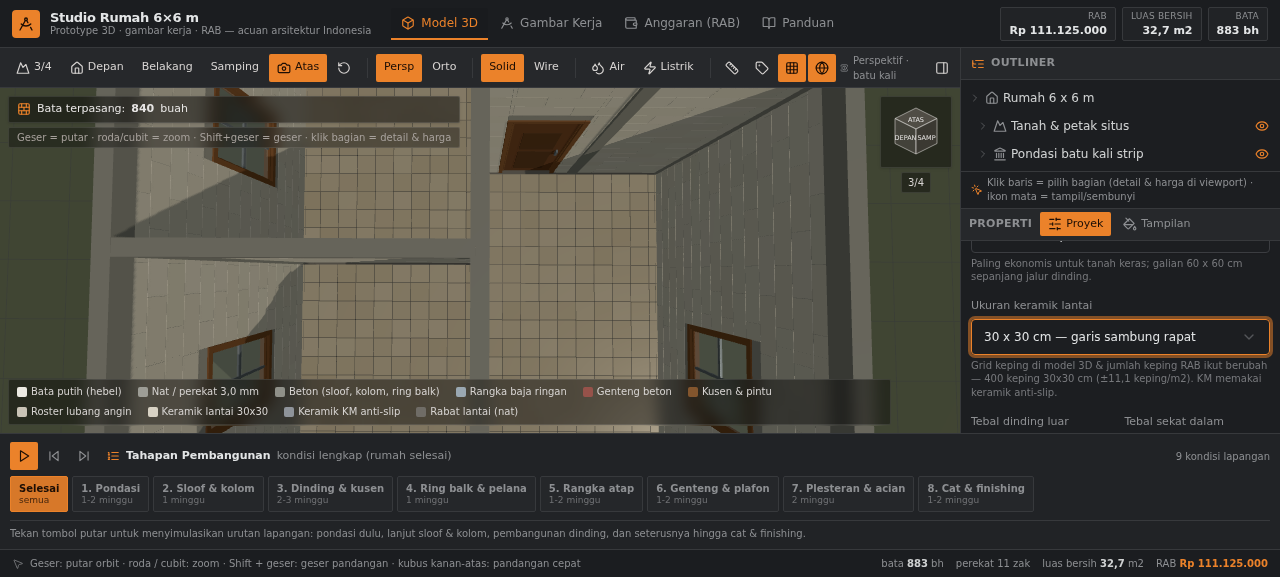 Studio Rumah 6×6 m
Prototype 3D · gambar kerja · RAB — acuan arsitektur Indonesia
Model 3D
Gambar Kerja
Anggaran (RAB)
Panduan
RAB
Rp 111.125.000
LUAS BERSIH
32,7 m2
BATA
883 bh
3/4
Depan
Belakang
Samping
Atas
Persp
Orto
Solid
Wire
Air
Listrik
Perspektif ·
batu kali
Bata terpasang: 840 buah
Geser = putar · roda/cubit = zoom · Shift+geser = geser · klik bagian = detail & harga
ATAS
DEPAN
SAMP
3/4
Bata putih (hebel)
Nat / perekat 3,0 mm
Beton (sloof, kolom, ring balk)
Rangka baja ringan
Genteng beton
Kusen & pintu
Roster lubang angin
Keramik lantai 30x30
Keramik KM anti-slip
Rabat lantai (nat)
OUTLINER
Rumah 6 x 6 m
Tanah & petak situs
Pondasi batu kali strip
Klik baris = pilih bagian (detail & harga di viewport) ·
ikon mata = tampil/sembunyi
PROPERTI
Proyek
Tampilan
Paling ekonomis untuk tanah keras; galian 60 x 60 cm
sepanjang jalur dinding.
Ukuran keramik lantai
30 x 30 cm — garis sambung rapat
Grid keping di model 3D & jumlah keping RAB ikut berubah
— 400 keping 30x30 cm (±11,1 keping/m2). KM memakai
keramik anti-slip.
Tebal dinding luar
Tebal sekat dalam
Tahapan Pembangunan kondisi lengkap (rumah selesai)
9 kondisi lapangan
Selesai
semua
1. Pondasi
1-2 minggu
2. Sloof & kolom
1 minggu
3. Dinding & kusen
2-3 minggu
4. Ring balk & pelana
1 minggu
5. Rangka atap
1-2 minggu
6. Genteng & plafon
1-2 minggu
7. Plesteran & acian
2 minggu
8. Cat & finishing
1-2 minggu
Tekan tombol putar untuk menyimulasikan urutan lapangan: pondasi dulu, lanjut sloof & kolom, pembangunan dinding, dan seterusnya hingga cat & finishing.
Geser: putar orbit · roda / cubit: zoom · Shift + geser: geser pandangan · kubus kanan-atas: pandangan cepat
bata 883 bh
perekat 11 zak
luas bersih 32,7 m2
RAB Rp 111.125.000